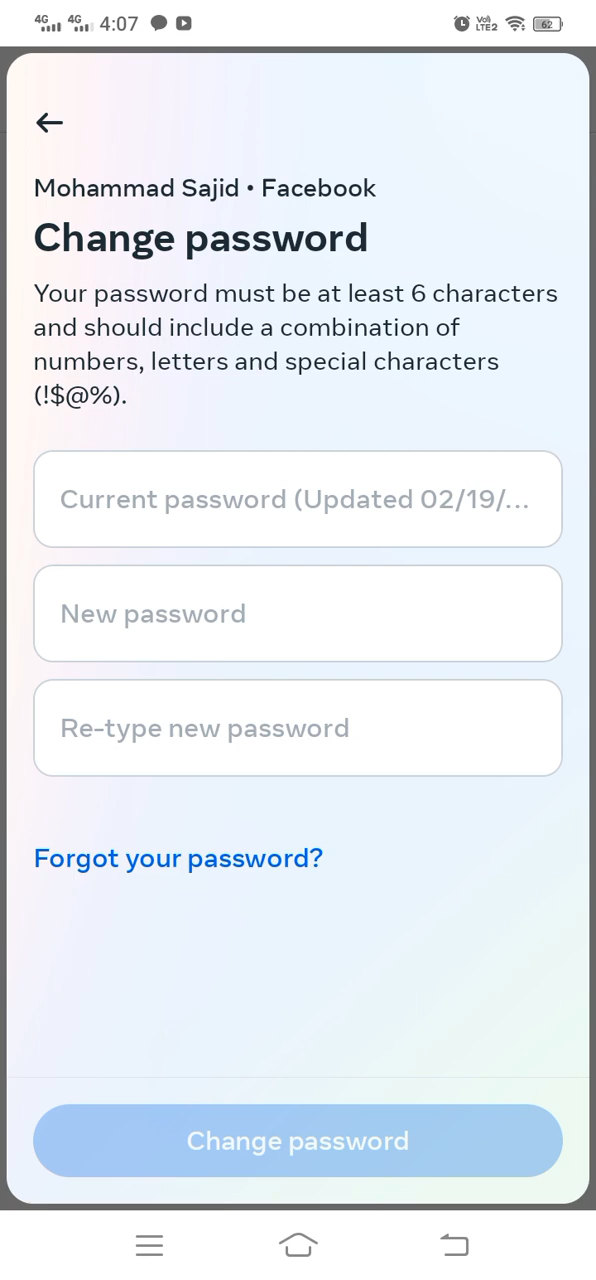 4G 4G 4:07 Vo) LTE2 62
Mohammad Sajid • Facebook
Change password
Your password must be at least 6 characters
and should include a combination of
numbers, letters and special characters
(!$@%).
Current password (Updated 02/19/...
New password
Re-type new password
Forgot your password?
Change password